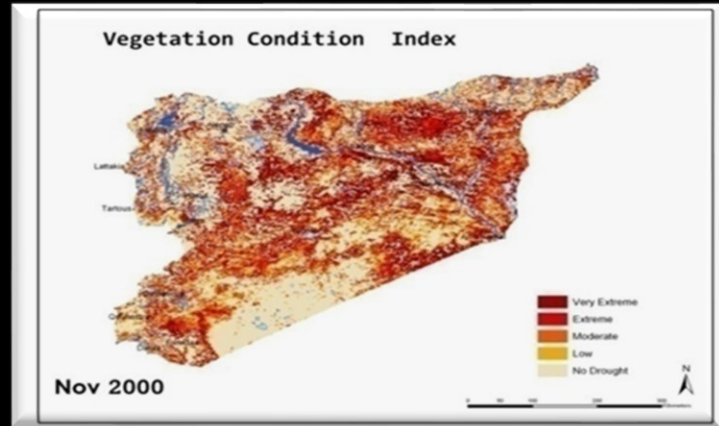 Vegetation Condition Index
Lattakia
Tartous
Very Extreme
Extreme
Moderate
Low
No Drought
Nov 2000
N